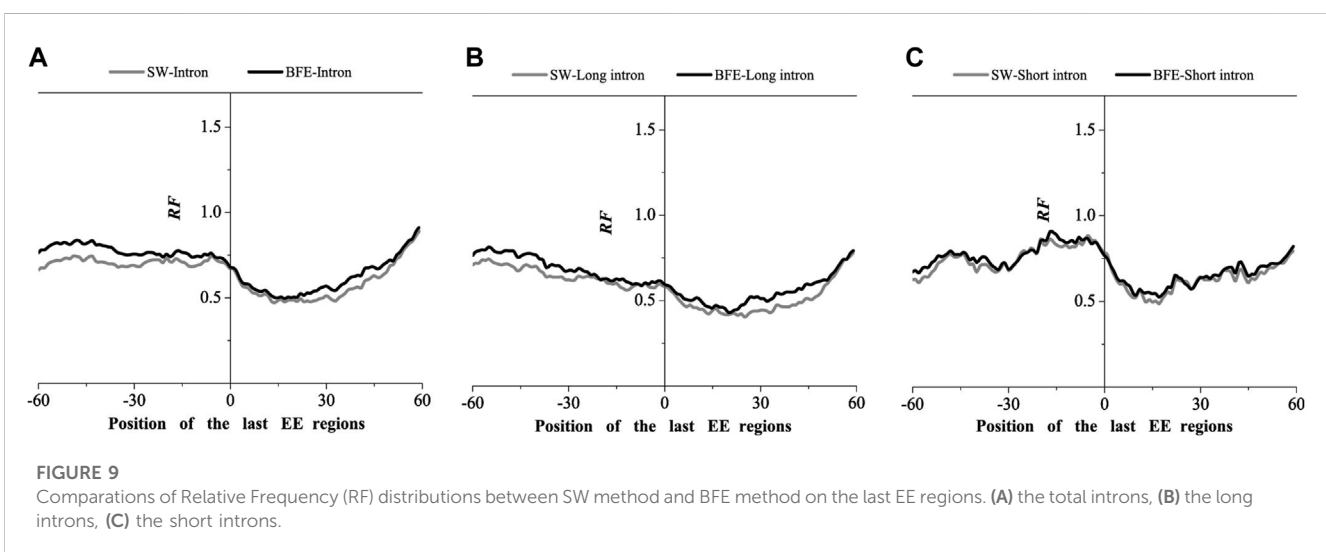 A
SW-Intron BFE-Intron
1.5
RF
1.0
0.5
-60 -30 0 30 60
Position of the last EE regions
B
SW-Long intron BFE-Long intron
1.5
RF
1.0
0.5
-60 -30 0 30 60
Position of the last EE regions
C
SW-Short intron BFE-Short intron
1.5
RF
1.0
0.5
-60 -30 0 30 60
Position of the last EE regions
FIGURE 9
Comparations of Relative Frequency (RF) distributions between SW method and BFE method on the last EE regions. (A) the total introns, (B) the long
introns, (C) the short introns.